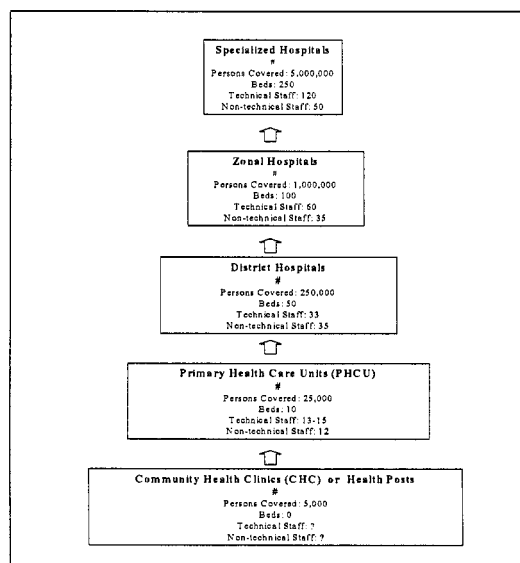 Specialized Hospitals
#
Persons Covered: 5,000,000
Beds: 250
Technical Staff: 120
Non-technical Staff: 50
Zonal Hospitals
#
Persons Covered: 1,000,000
Beds: 100
Technical Staff: 60
Non-technical Staff: 35
District Hospitals
#
Persons Covered: 250,000
Beds: 50
Technical Staff: 33
Non-technical Staff: 35
Primary Health Care Units (PHCU)
#
Persons Covered: 25,000
Beds: 10
Technical Staff: 13-15
Non-technical Staff: 12
Community Health Clinics (CHC) or Health Posts
#
Persons Covered: 5,000
Beds: 0
Technical Staff: ?
Non-technical Staff: ?